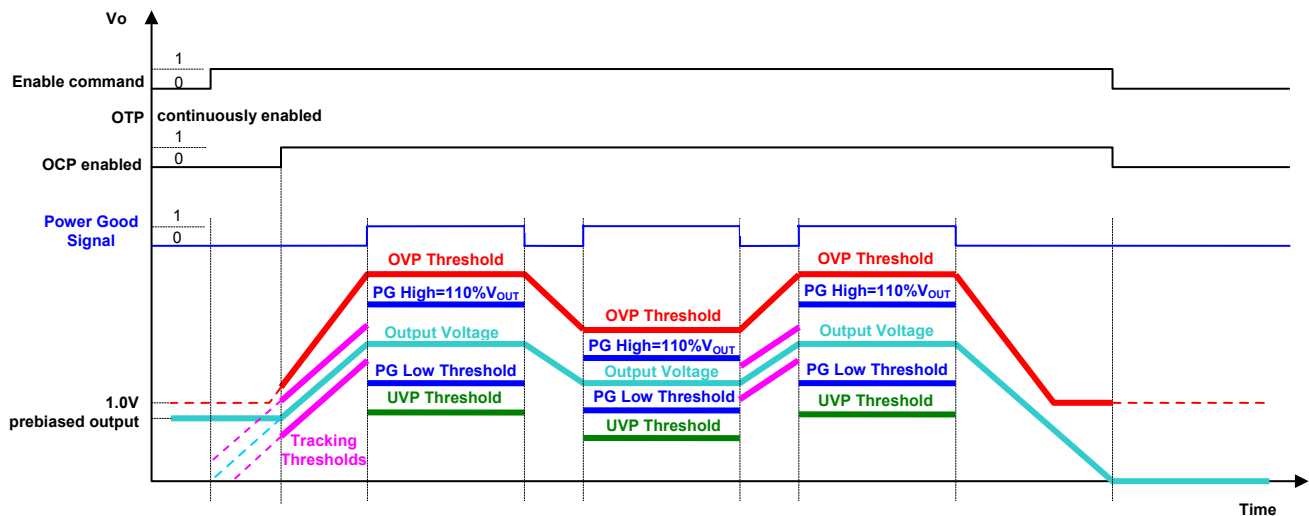 Vo
1
Enable command
0
OTP continuously enabled
1
OCP enabled
0
Power Good
Signal
1
0
OVP Threshold
PG High=110%VOUT
Output Voltage
PG Low Threshold
UVP Threshold
OVP Threshold
PG High=110%VOUT
Output Voltage
PG Low Threshold
UVP Threshold
OVP Threshold
PG High=110%VOUT
Output Voltage
PG Low Threshold
UVP Threshold
1.0V
prebiased output
Tracking
Thresholds
Time